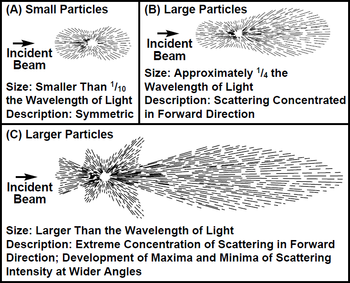 (A) Small Particles
Incident
Beam
Size: Smaller Than 1/10
the Wavelength of Light
Description: Symmetric
(B) Large Particles
Incident
Beam
Size: Approximately 1/4 the
Wavelength of Light
Description: Scattering Concentrated
in Forward Direction
(C) Larger Particles
Incident
Beam
Size: Larger Than the Wavelength of Light
Description: Extreme Concentration of Scattering in Forward
Direction; Development of Maxima and Minima of Scattering
Intensity at Wider Angles